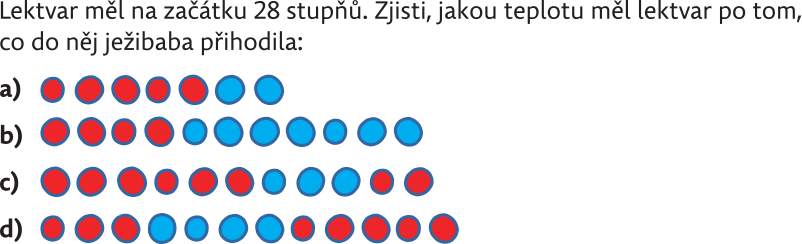 Lektvar měl na začátku 28 stupňů. Zjisti, jakou teplotu měl lektvar po tom,
co do něj ježibaba přihodila:
a)
b)
c)
d)